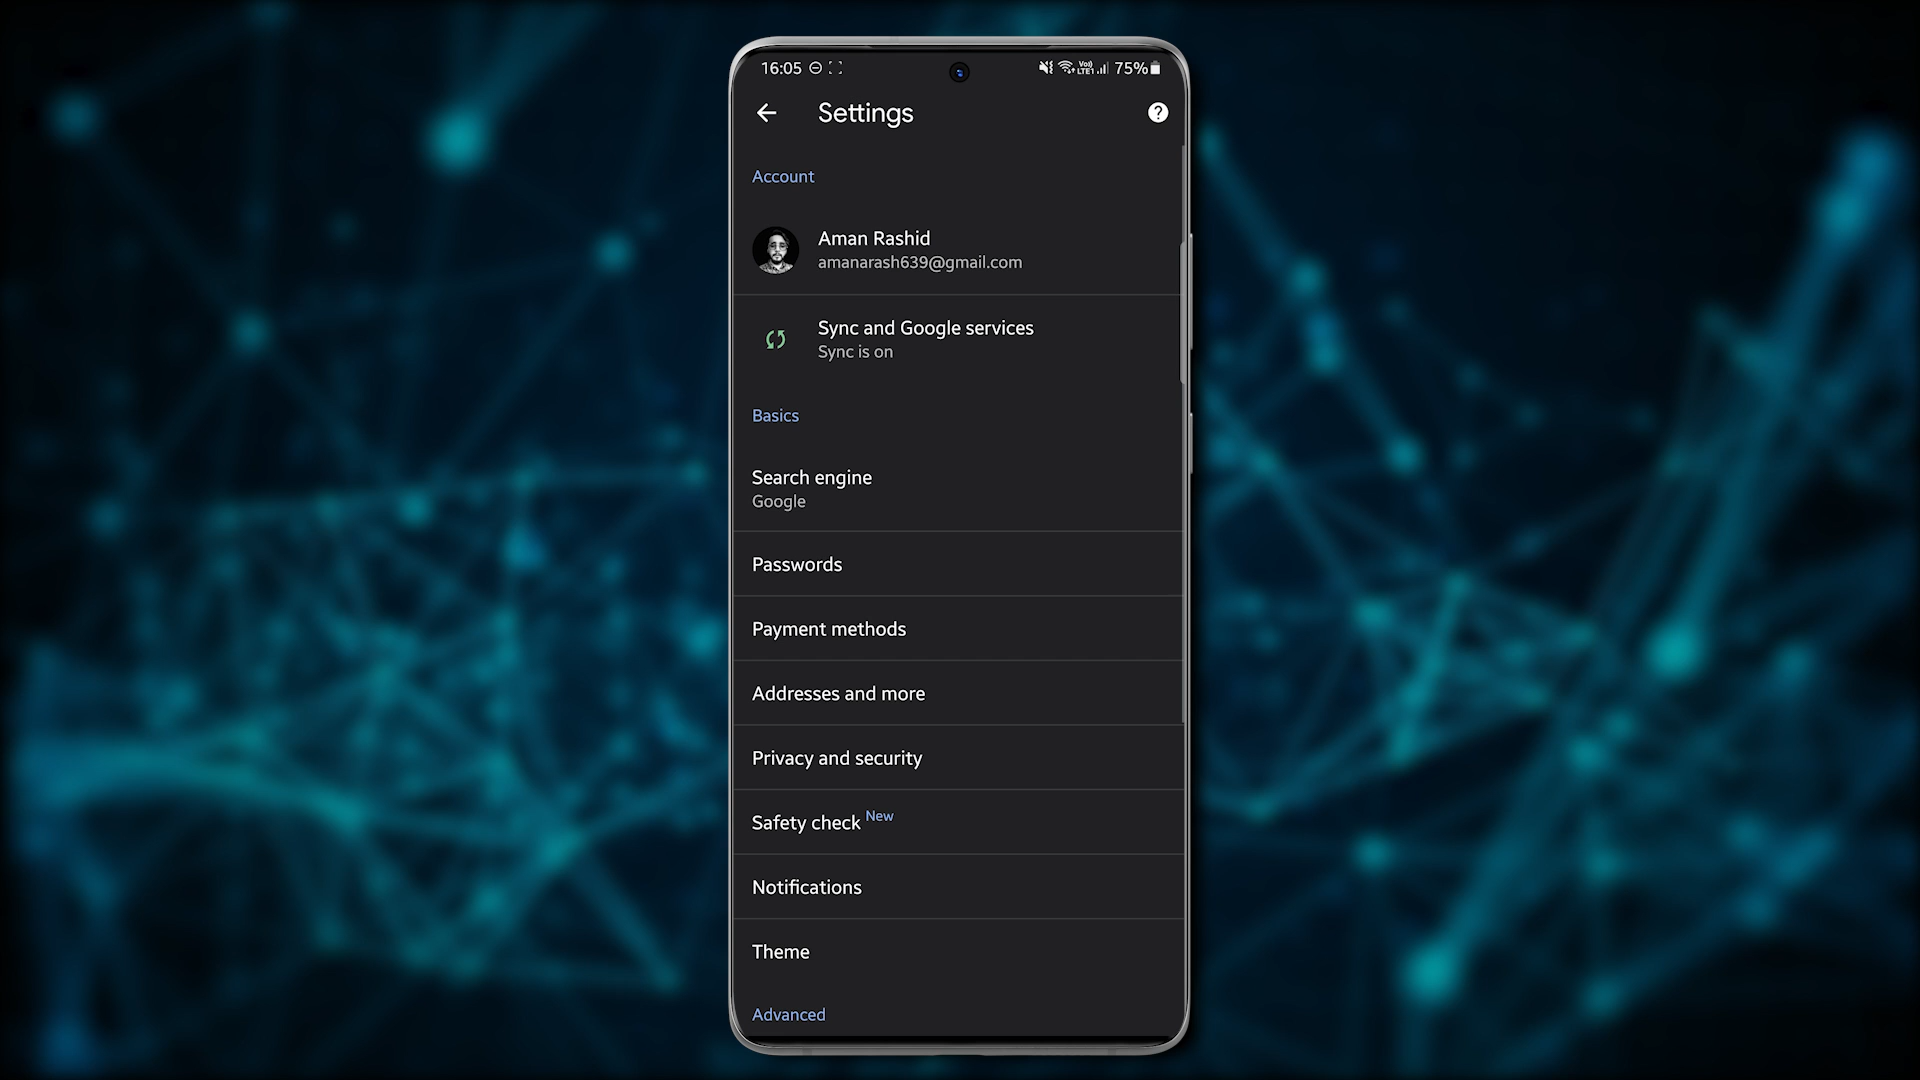 16:05 75%
Settings
Account
Aman Rashid
amanarash639@gmail.com
Sync and Google services
Sync is on
Basics
Search engine
Google
Passwords
Payment methods
Addresses and more
Privacy and security
Safety check New
Notifications
Theme
Advanced